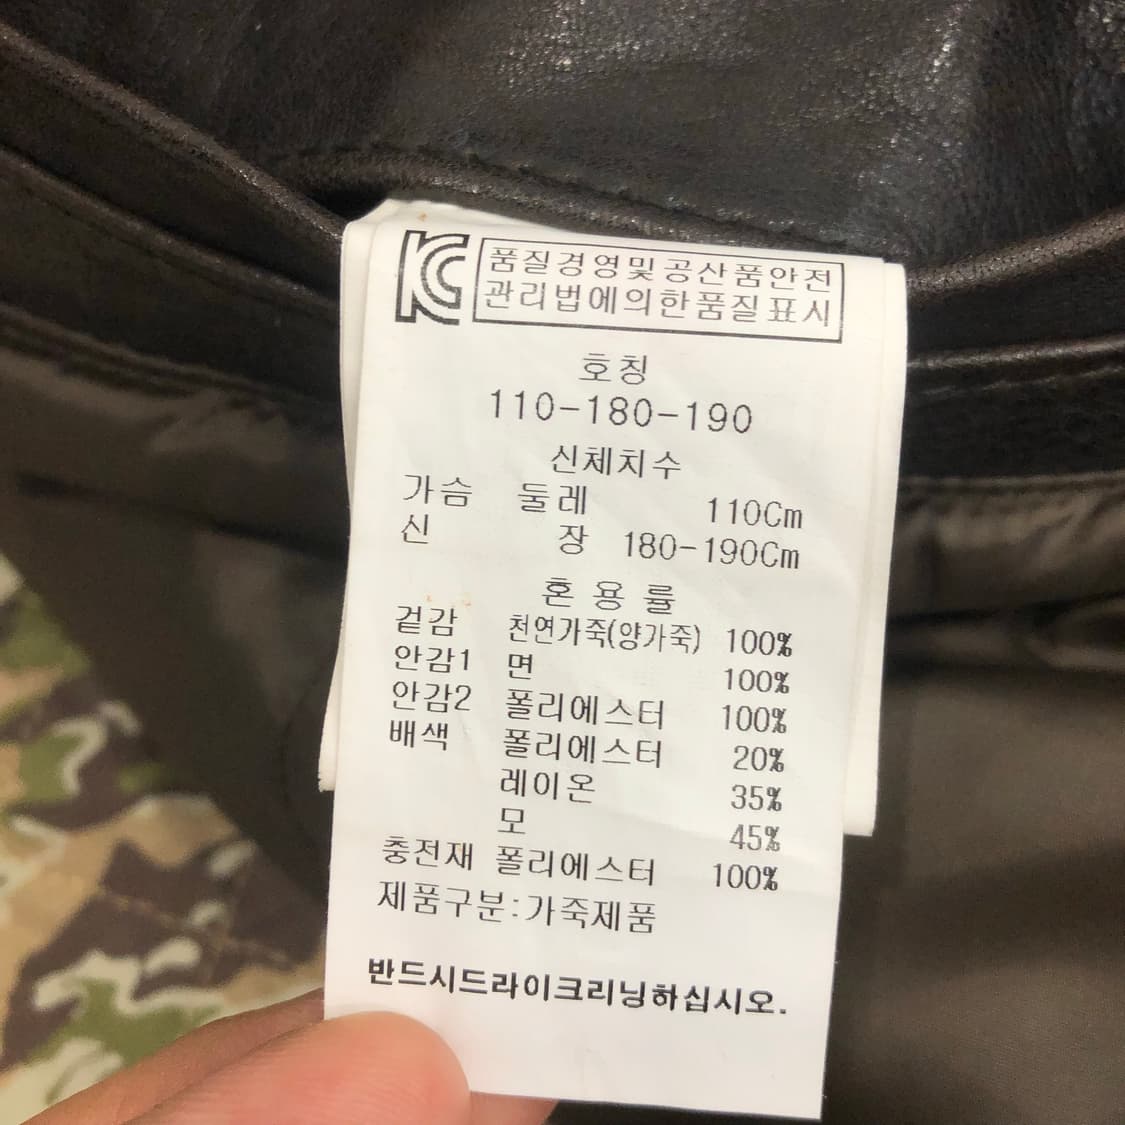 KC 품질경영및공산품안전
관리법에의한품질표시
호칭
110-180-190
신체치수
가슴 둘레 110Cm
신 장 180-190Cm
혼용률
겉감 천연가죽(양가죽) 100%
안감1 면 100%
안감2 폴리에스터 100%
배색 폴리에스터 20%
레이온 35%
모 45%
충전재 폴리에스터 100%
제품구분:가죽제품
반드시드라이크리닝하십시오.